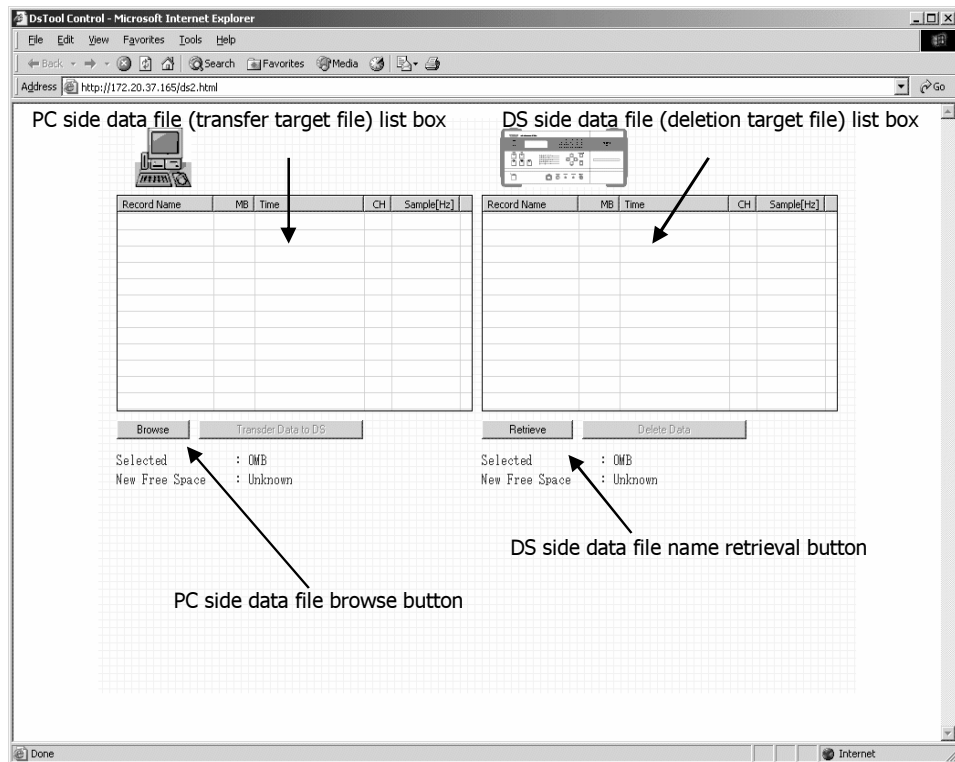 DsTool Control - Microsoft Internet Explorer
File Edit View Favorites Tools Help
Back Search Favorites Media
Address http://172.20.37.165/ds2.html Go
PC side data file (transfer target file) list box
DS side data file (deletion target file) list box
Record Name MB Time CH Sample[Hz]
Record Name MB Time CH Sample[Hz]
Browse Transder Data to DS
Retrieve Delete Data
Selected : 0MB
New Free Space : Unknown
Selected : 0MB
New Free Space : Unknown
DS side data file name retrieval button
PC side data file browse button
Done Internet